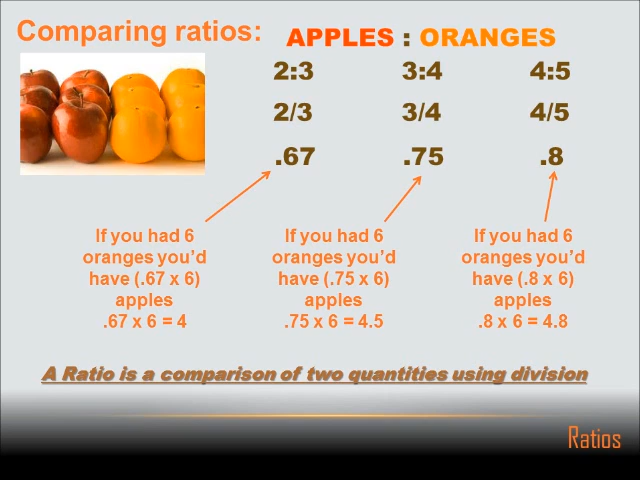 Comparing ratios:
APPLES : ORANGES
2:3 3:4 4:5
2/3 3/4 4/5
.67 .75 .8
If you had 6
oranges you’d
have (.67 x 6)
apples
.67 x 6 = 4
If you had 6
oranges you’d
have (.75 x 6)
apples
.75 x 6 = 4.5
If you had 6
oranges you’d
have (.8 x 6)
apples
.8 x 6 = 4.8
A Ratio is a comparison of two quantities using division
Ratios